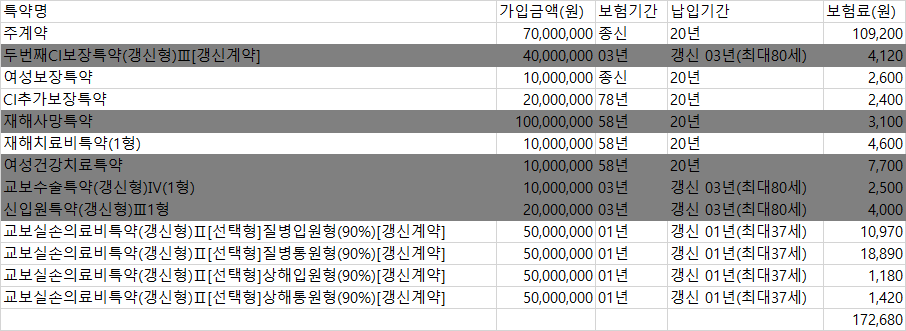 특약명 가입금액(원) 보험기간 납입기간 보험료(원)
주계약 70,000,000 종신 20년 109,200
두번째CI보장특약(갱신형)Ⅲ[갱신계약] 40,000,000 03년 갱신 03년(최대80세) 4,120
여성보장특약 10,000,000 종신 20년 2,600
CI추가보장특약 20,000,000 78년 20년 2,400
재해사망특약 100,000,000 58년 20년 3,100
재해치료비특약(1형) 10,000,000 58년 20년 4,600
여성건강치료특약 10,000,000 58년 20년 7,700
교보수술특약(갱신형)Ⅳ(1형) 10,000,000 03년 갱신 03년(최대80세) 2,500
신입원특약(갱신형)Ⅲ1형 20,000,000 03년 갱신 03년(최대80세) 4,000
교보실손의료비특약(갱신형)Ⅱ[선택형]질병입원형(90%)[갱신계약] 50,000,000 01년 갱신 01년(최대37세) 10,970
교보실손의료비특약(갱신형)Ⅱ[선택형]질병통원형(90%)[갱신계약] 50,000,000 01년 갱신 01년(최대37세) 18,890
교보실손의료비특약(갱신형)Ⅱ[선택형]상해입원형(90%)[갱신계약] 50,000,000 01년 갱신 01년(최대37세) 1,180
교보실손의료비특약(갱신형)Ⅱ[선택형]상해통원형(90%)[갱신계약] 50,000,000 01년 갱신 01년(최대37세) 1,420
172,680